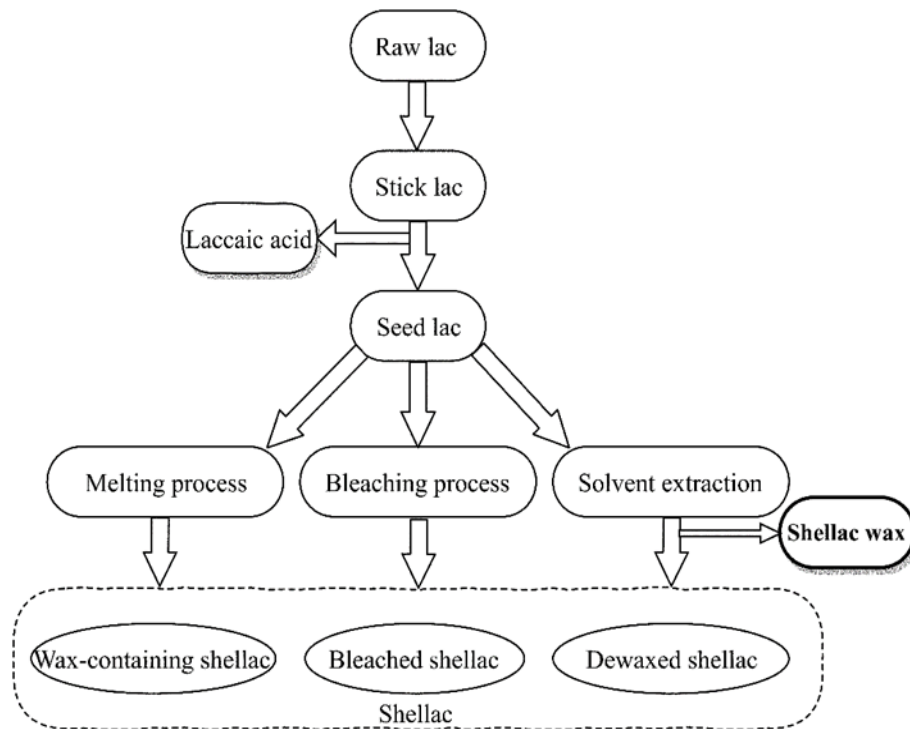 Raw lac
Stick lac
Laccaic acid
Seed lac
Melting process
Bleaching process
Solvent extraction
Shellac wax
Wax-containing shellac
Bleached shellac
Dewaxed shellac
Shellac